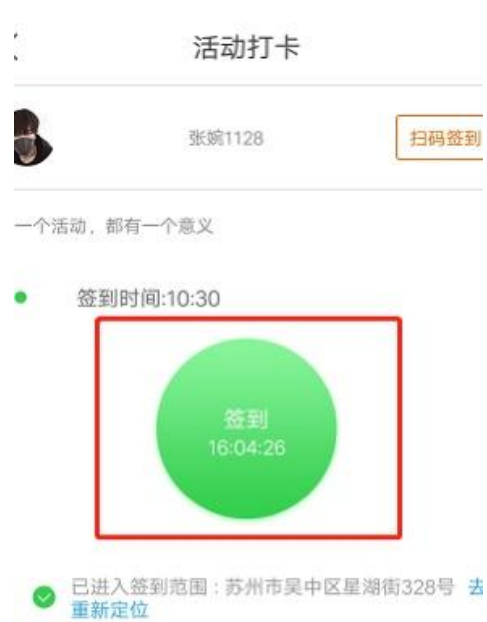 活动打卡
张婉1128
扫码签到
一个活动，都有一个意义
签到时间:10:30
签到
16:04:26
已进入签到范围：苏州市吴中区星湖街328号 去
重新定位